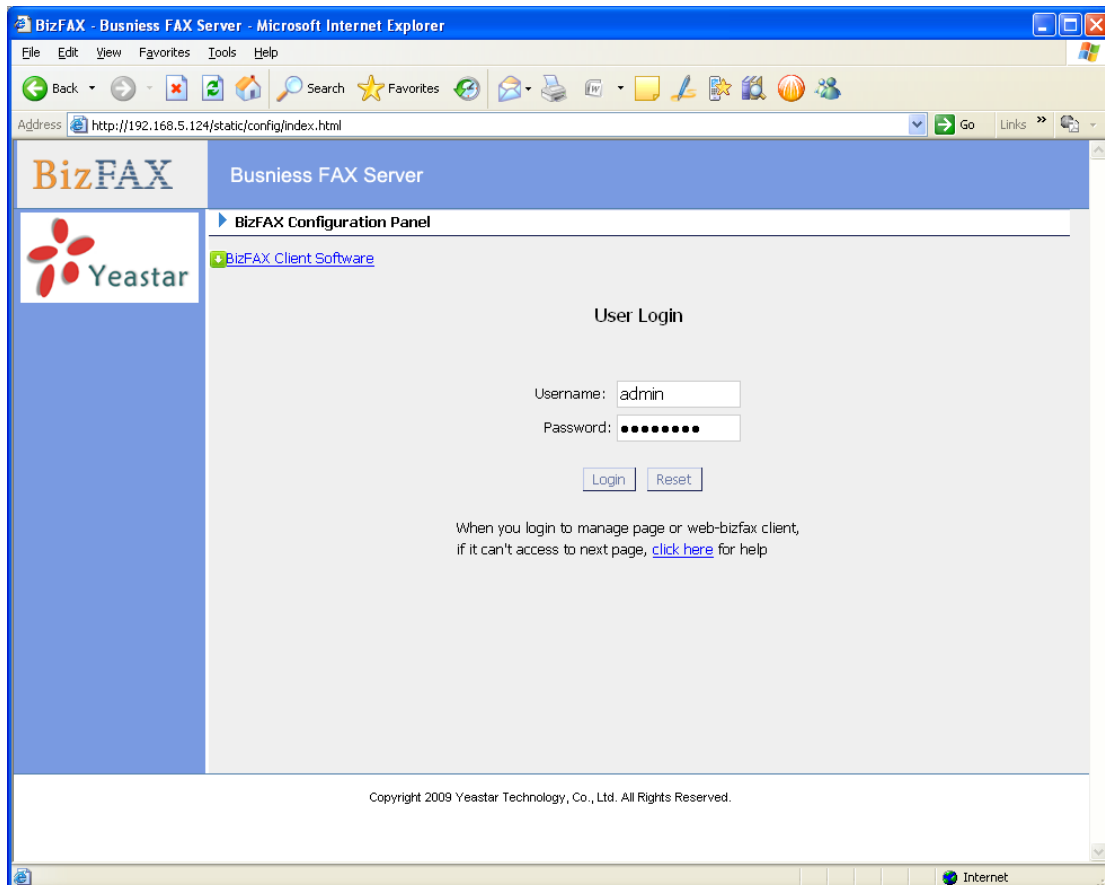 BizFAX - Busniess FAX Server - Microsoft Internet Explorer
File Edit View Favorites Tools Help
Back Search Favorites
Address http://192.168.5.124/static/config/index.html Go Links »
BizFAX Busniess FAX Server
Yeastar
BizFAX Configuration Panel
BizFAX Client Software
User Login
Username: admin
Password: ●●●●●●●●
Login Reset
When you login to manage page or web-bizfax client,
if it can't access to next page, click here for help
Copyright 2009 Yeastar Technology, Co., Ltd. All Rights Reserved.
Internet